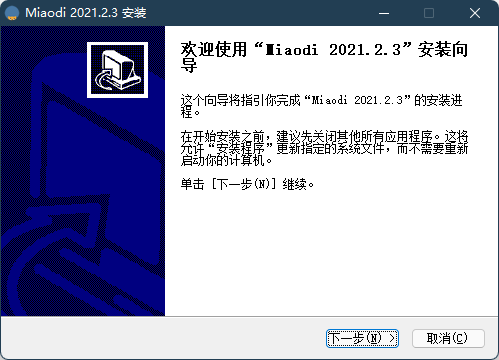 Miaodi 2021.2.3 安装
欢迎使用“Miaodi 2021.2.3”安装向
导
这个向导将指引你完成“Miaodi 2021.2.3”的安装进
程。
在开始安装之前，建议先关闭其他所有应用程序。这将
允许“安装程序”更新指定的系统文件，而不需要重新
启动你的计算机。
单击 [下一步(N)] 继续。
下一步(N) >
取消(C)